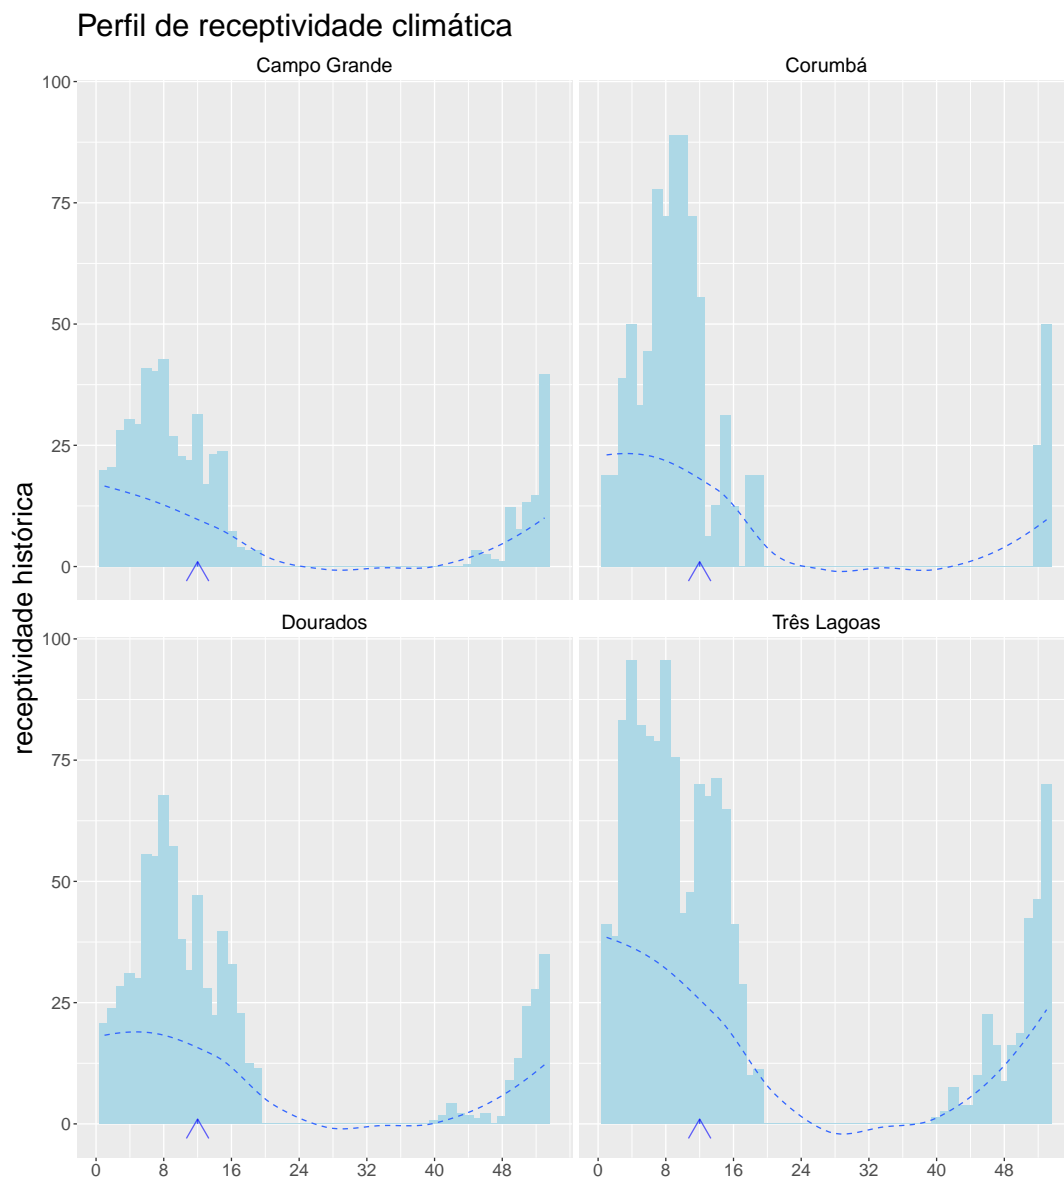 Perfil de receptividade climática
Campo Grande
Corumbá
100
75
50
25
0
receptividade histórica
Dourados
Três Lagoas
100
75
50
25
0
0 8 16 24 32 40 48
0 8 16 24 32 40 48